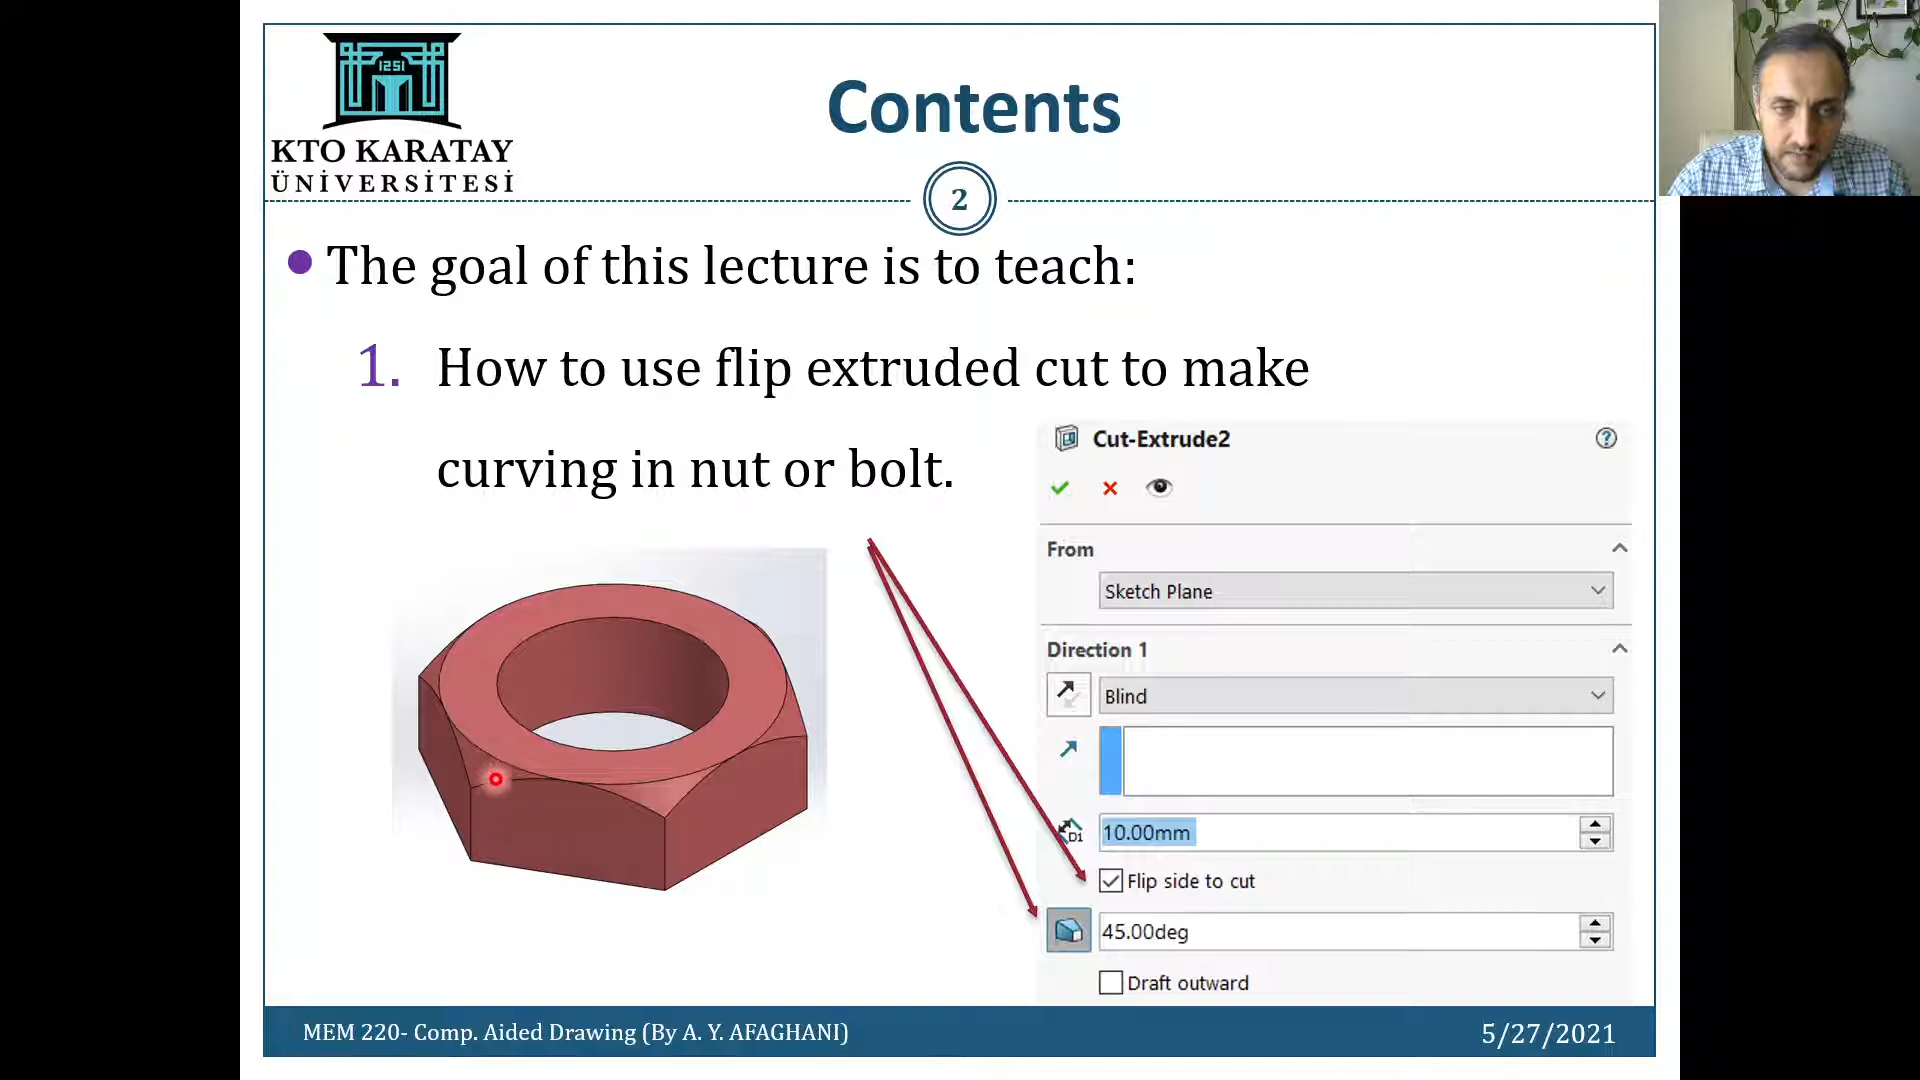 1251
KTO KARATAY
ÜNİVERSİTESİ
Contents
2
The goal of this lecture is to teach:
1. How to use flip extruded cut to make
curving in nut or bolt.
Cut-Extrude2
From
Sketch Plane
Direction 1
Blind
D1
10.00mm
Flip side to cut
45.00deg
Draft outward
MEM 220- Comp. Aided Drawing (By A. Y. AFAGHANI)
5/27/2021